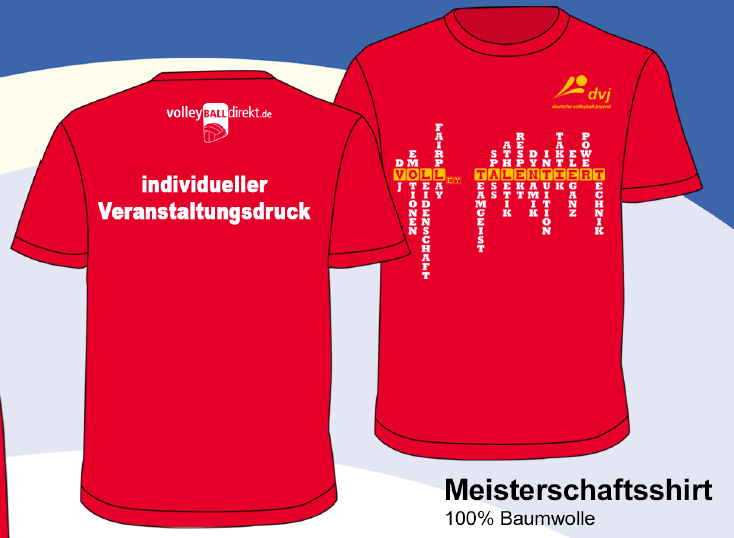 volleyBALLdirekt.de
individueller
Veranstaltungsdruck
dvj
deutsche volleyball-jugend
VOLLEY TALENTIERT
DVJ
EMOTIONEN
LEIDENSCHAFT
FAIRPLAY
TEAMGEIST
SPASS
ATHLETIK
RESPEKT
DYNAMIK
INTUITION
TAKTIK
ELEGANZ
POWER
TECHNIK
Meisterschaftsshirt
100% Baumwolle